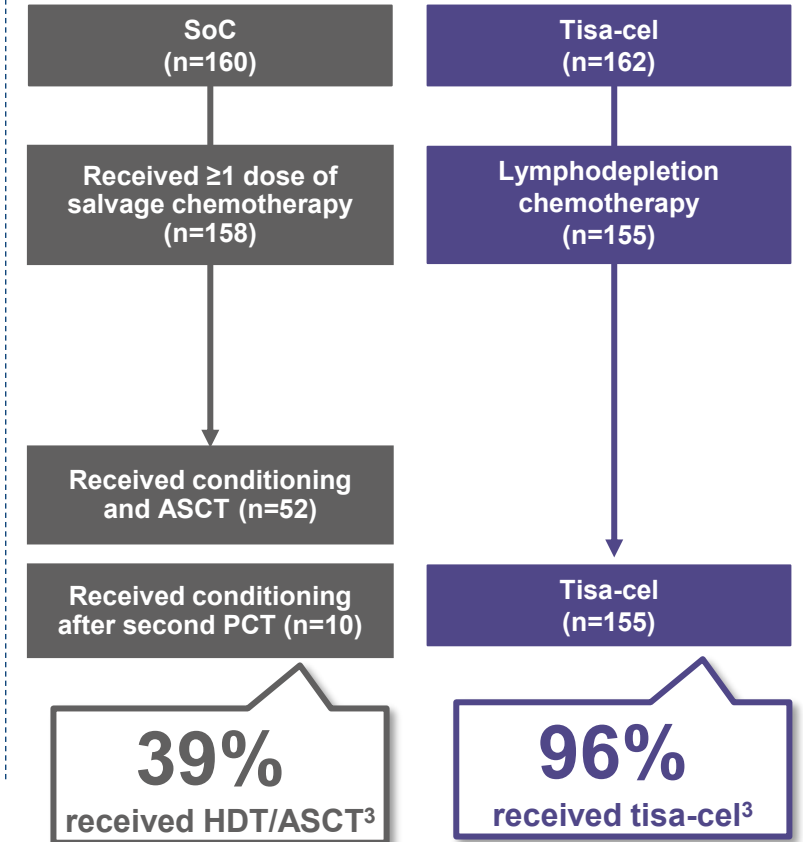 SoC
(n=160)
Received ≥1 dose of
salvage chemotherapy
(n=158)
Received conditioning
and ASCT (n=52)
Received conditioning
after second PCT (n=10)
39%
received HDT/ASCT³
Tisa-cel
(n=162)
Lymphodepletion
chemotherapy
(n=155)
Tisa-cel
(n=155)
96%
received tisa-cel³